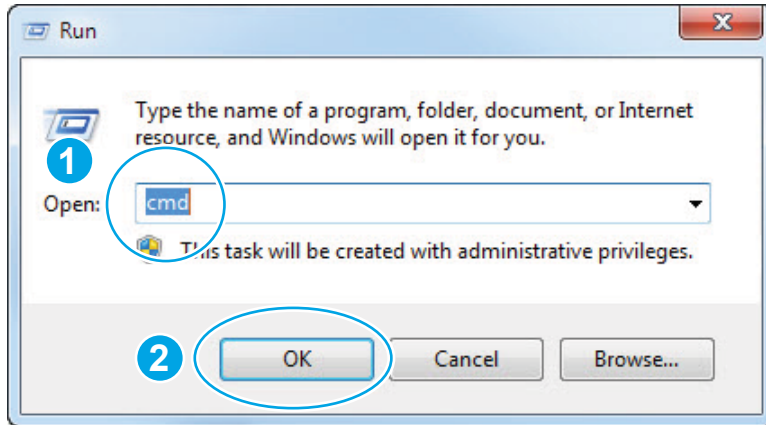 Run
Type the name of a program, folder, document, or Internet
resource, and Windows will open it for you.
1
Open: cmd
This task will be created with administrative privileges.
2 OK Cancel Browse...